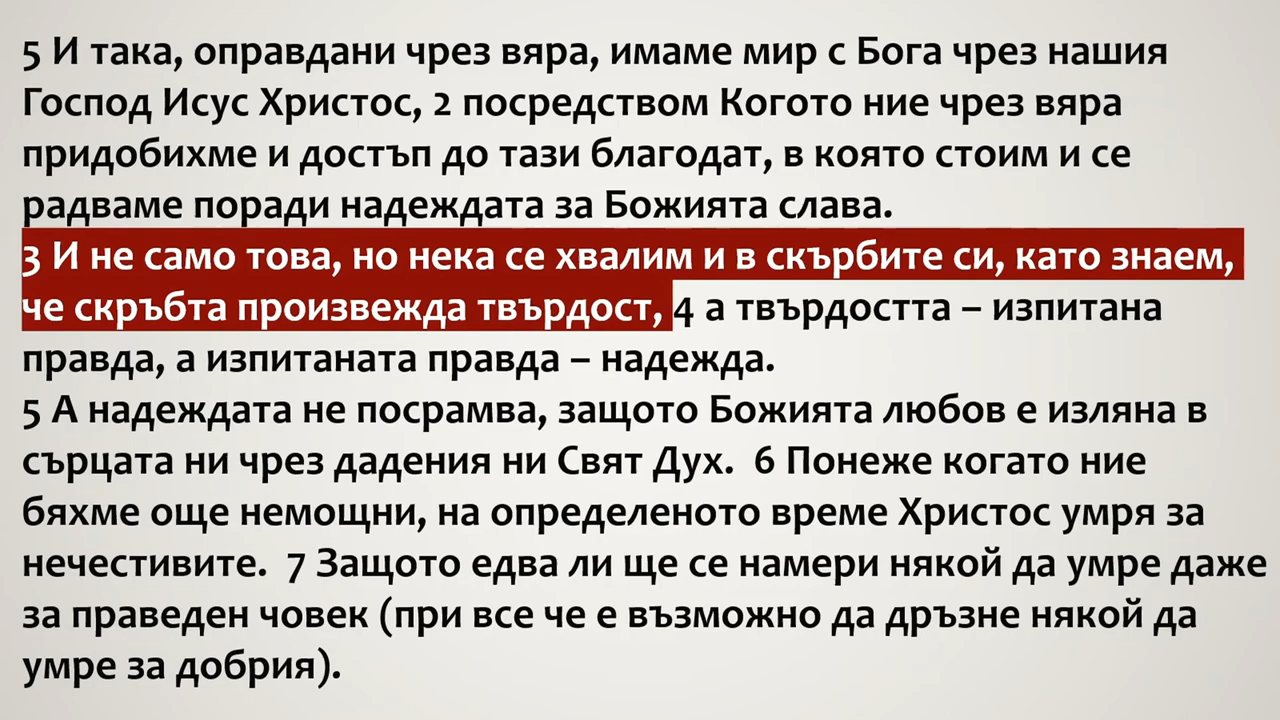 5 И така, оправдани чрез вяра, имаме мир с Бога чрез нашия
Господ Исус Христос, 2 посредством Когото ние чрез вяра
придобихме и достъп до тази благодат, в която стоим и се
радваме поради надеждата за Божията слава.
3 И не само това, но нека се хвалим и в скърбите си, като знаем,
че скръбта произвежда твърдост, 4 а твърдостта – изпитана
правда, а изпитаната правда – надежда.
5 А надеждата не посрамва, защото Божията любов е изляна в
сърцата ни чрез дадения ни Свят Дух.  6 Понеже когато ние
бяхме още немощни, на определеното време Христос умря за
нечестивите.  7 Защото едва ли ще се намери някой да умре даже
за праведен човек (при все че е възможно да дръзне някой да
умре за добрия).